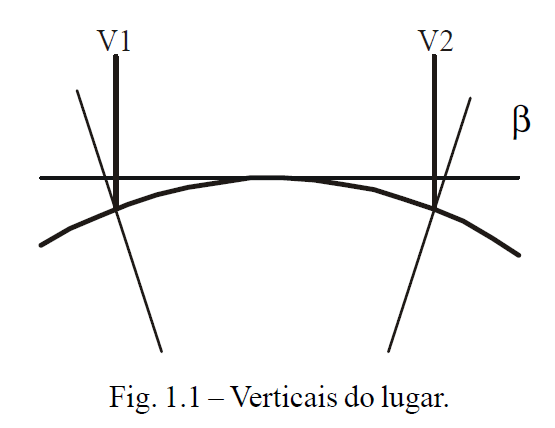 V1
V2
β
Fig. 1.1 – Verticais do lugar.